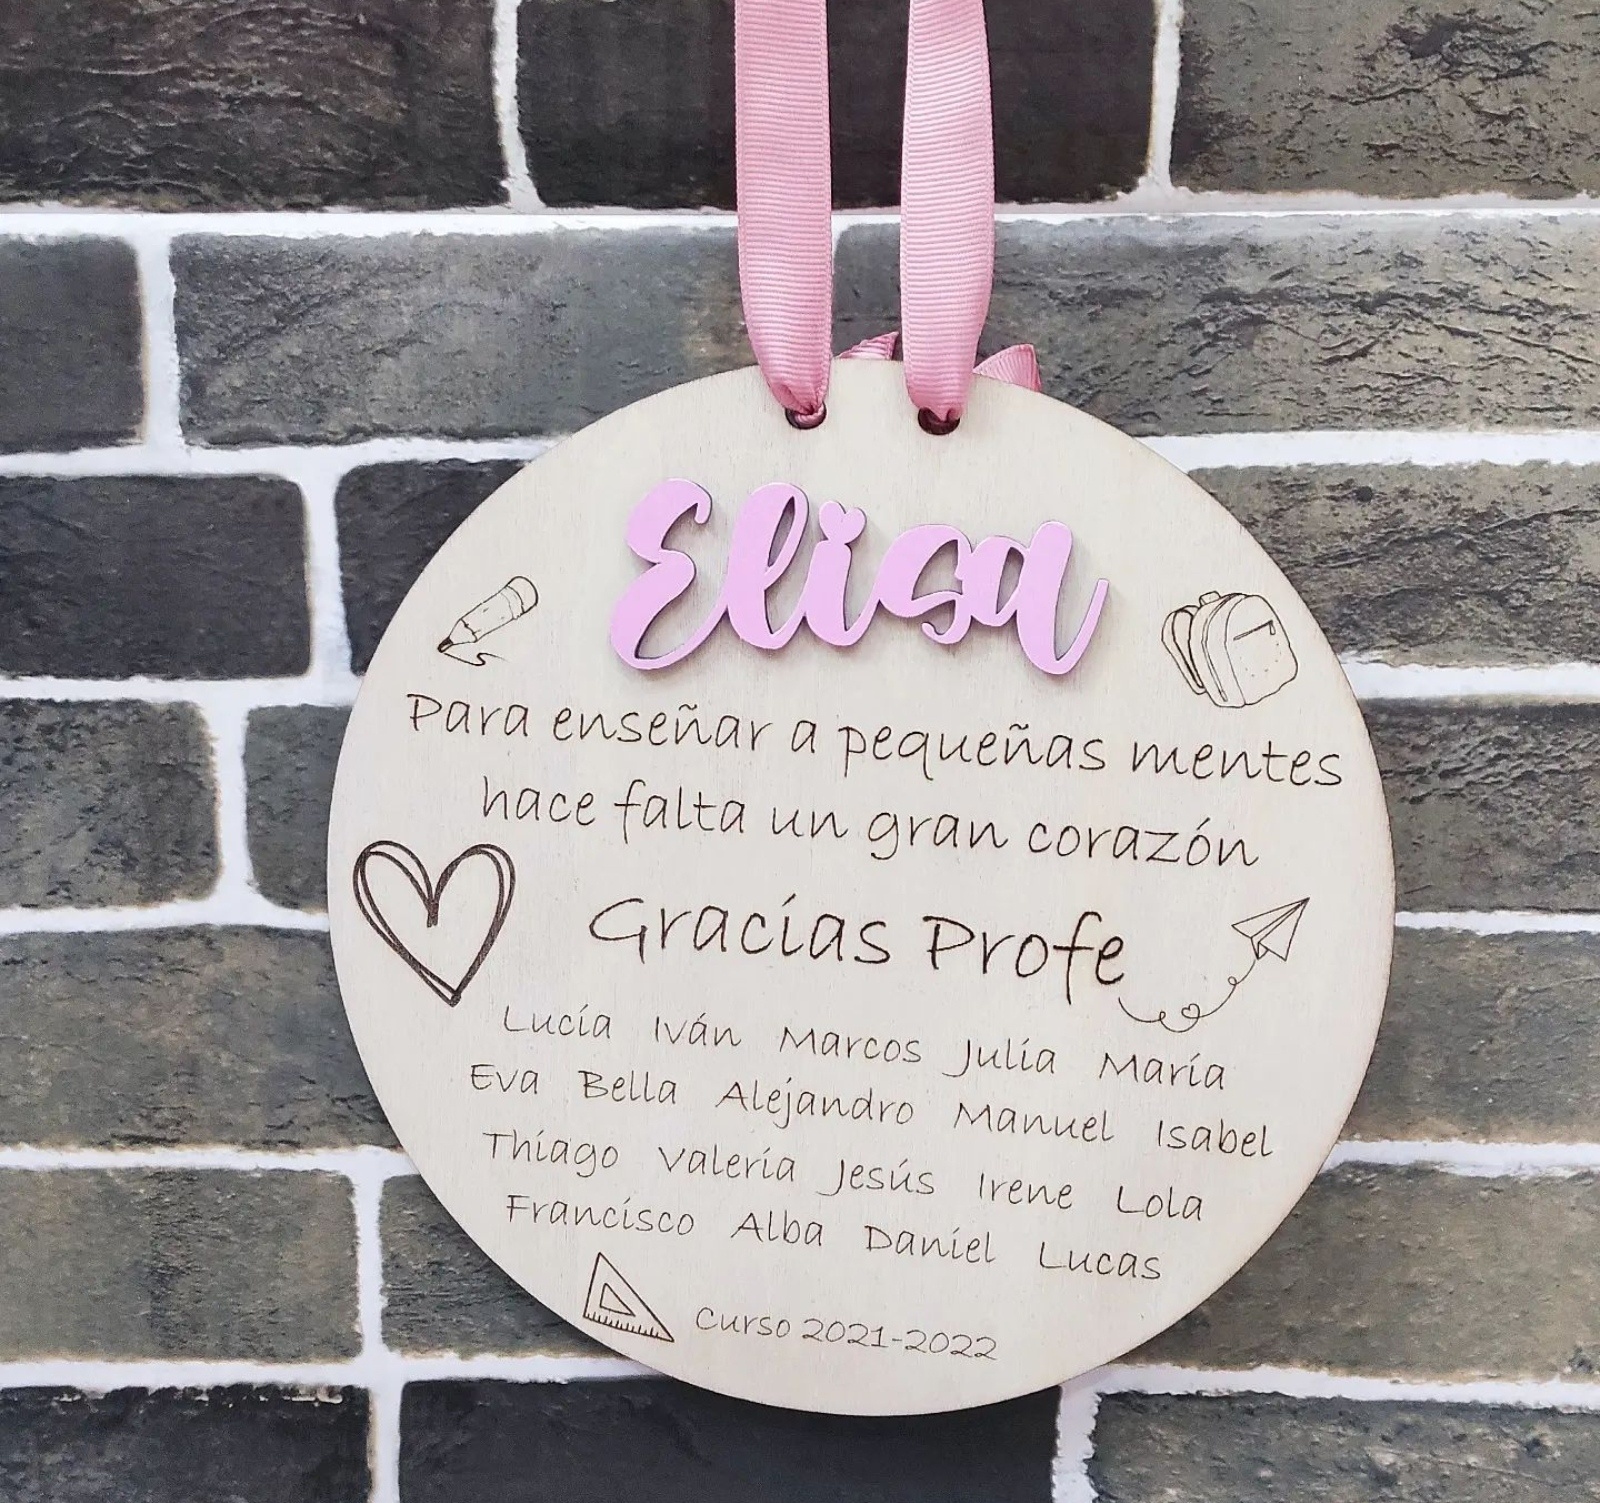 Elisa
Para enseñar a pequeñas mentes
hace falta un gran corazón
Gracias Profe
Lucía Iván Marcos Julia María
Eva Bella Alejandro Manuel Isabel
Thiago Valeria Jesús Irene Lola
Francisco Alba Daniel Lucas
Curso 2021-2022